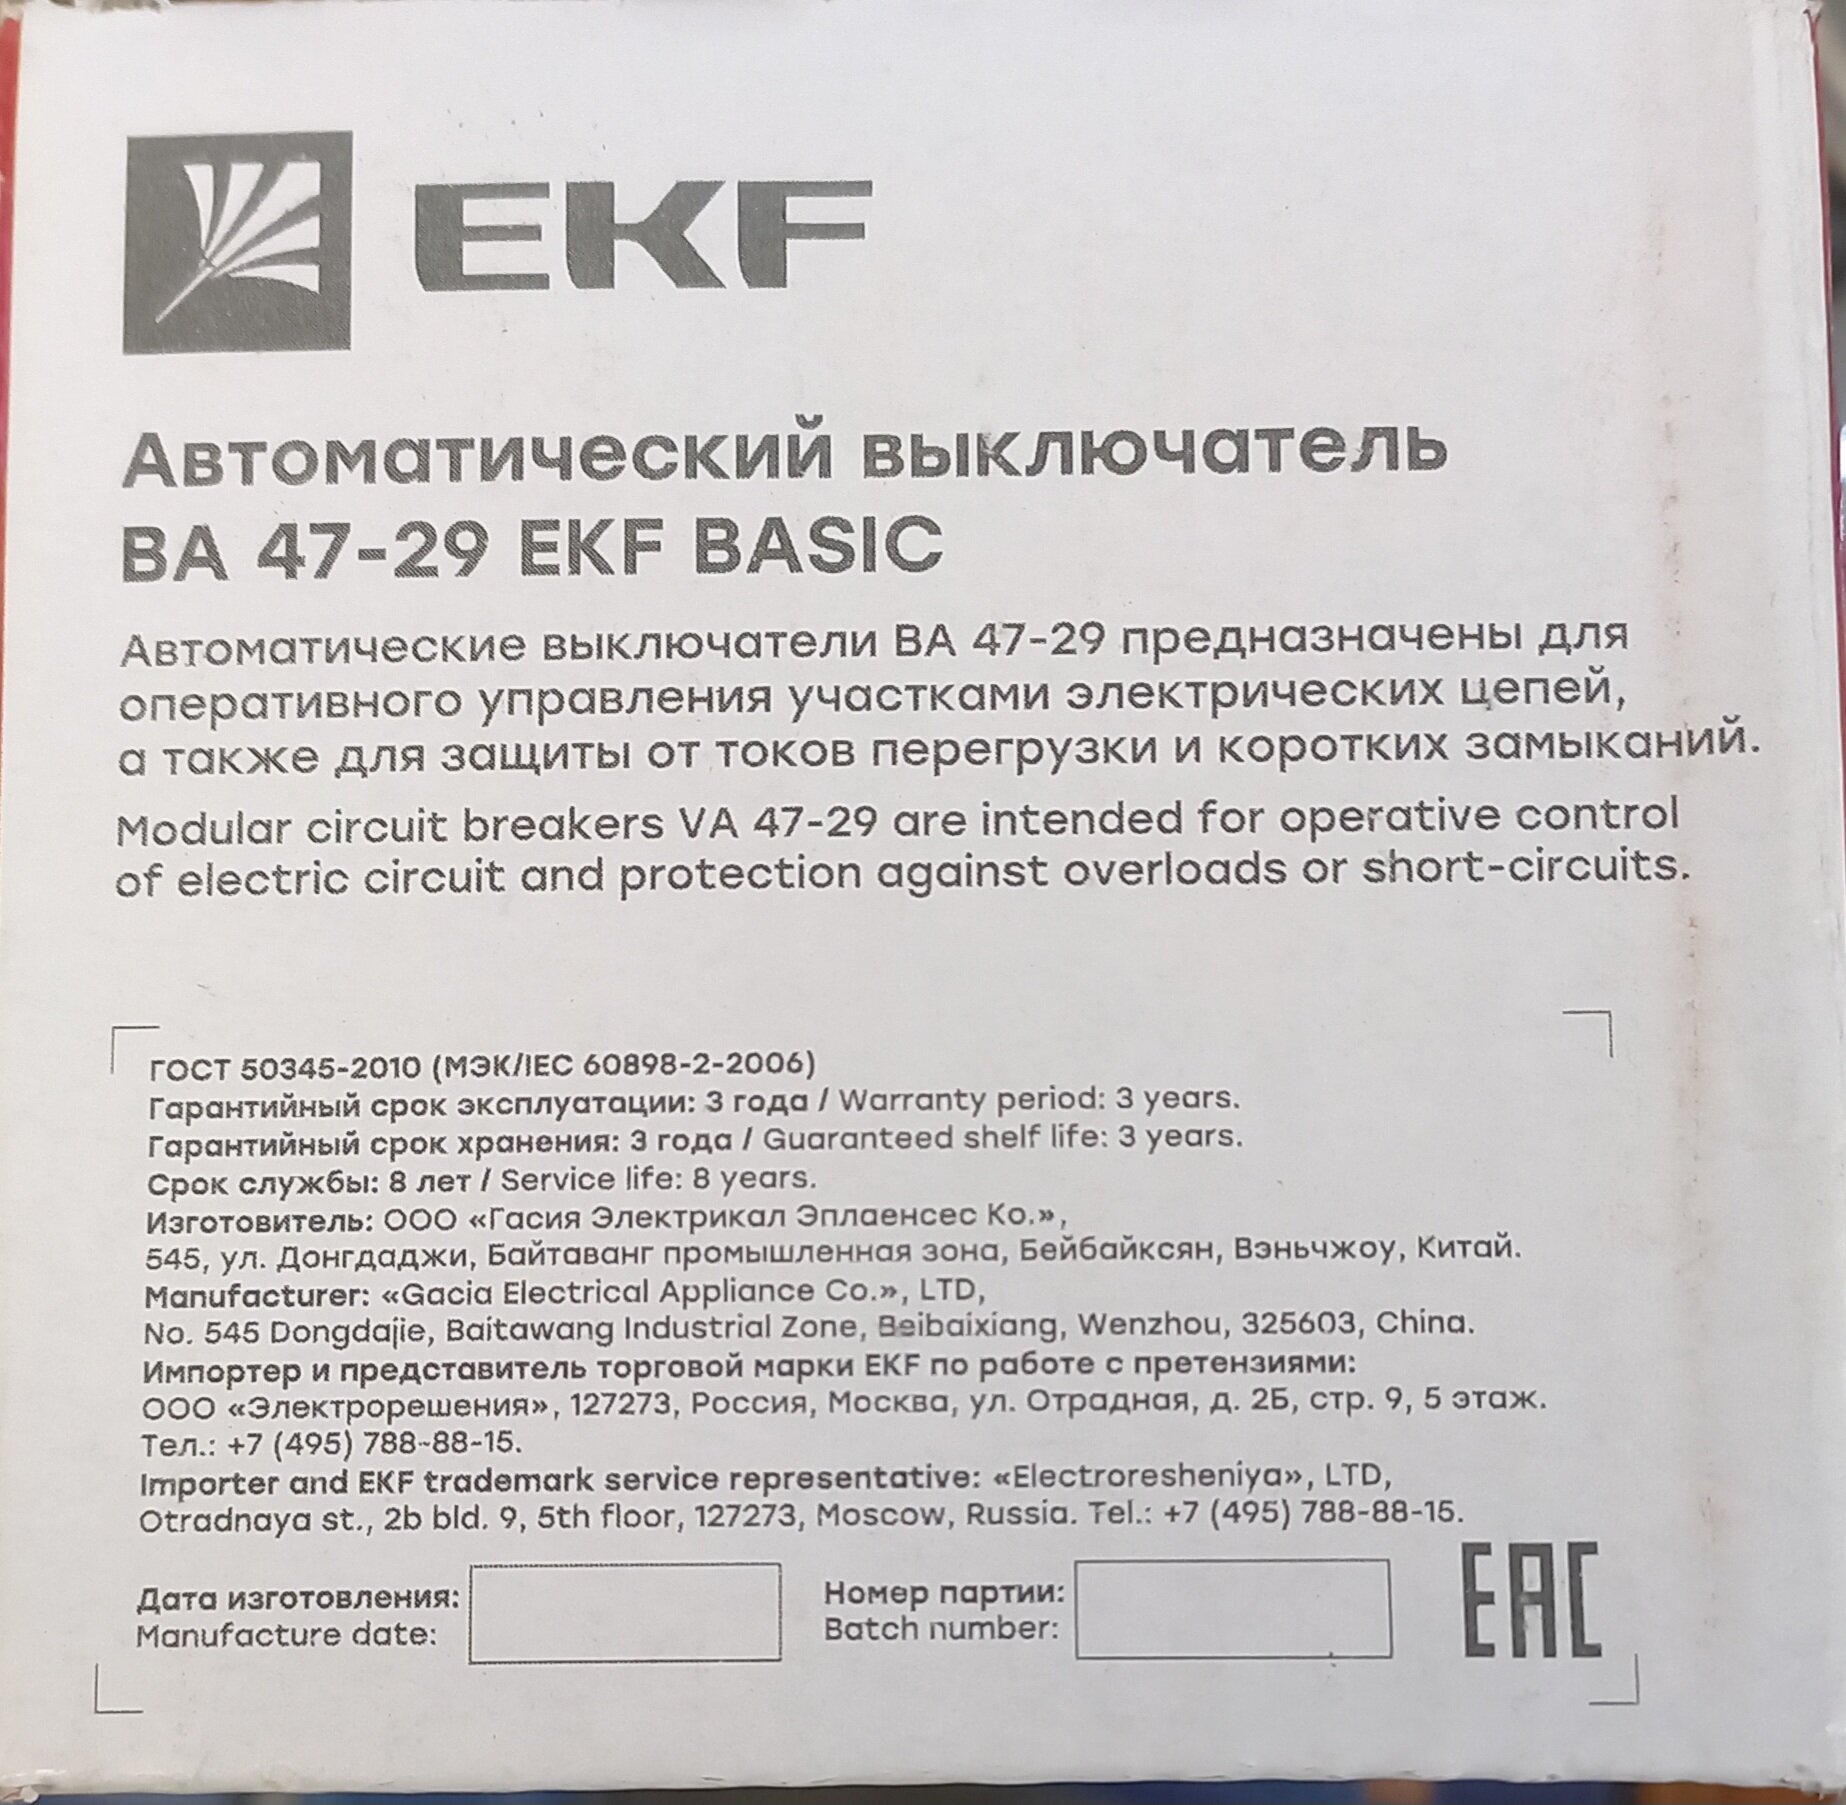 EKF
Автоматический выключатель
ВА 47-29 EKF BASIC
Автоматические выключатели ВА 47-29 предназначены для
оперативного управления участками электрических цепей,
а также для защиты от токов перегрузки и коротких замыканий.
Modular circuit breakers VA 47-29 are intended for operative control
of electric circuit and protection against overloads or short-circuits.
ГОСТ 50345-2010 (МЭК/IEC 60898-2-2006)
Гарантийный срок эксплуатации: 3 года / Warranty period: 3 years.
Гарантийный срок хранения: 3 года / Guaranteed shelf life: 3 years.
Срок службы: 8 лет / Service life: 8 years.
Изготовитель: ООО «Гасия Электрикал Эплаенсес Ко.»,
545, ул. Донгдаджи, Байтаванг промышленная зона, Бейбайксян, Вэньчжоу, Китай.
Manufacturer: «Gacia Electrical Appliance Co.», LTD,
No. 545 Dongdajie, Baitawang Industrial Zone, Beibaixiang, Wenzhou, 325603, China.
Импортер и представитель торговой марки EKF по работе с претензиями:
ООО «Электрорешения», 127273, Россия, Москва, ул. Отрадная, д. 2Б, стр. 9, 5 этаж.
Тел.: +7 (495) 788-88-15.
Importer and EKF trademark service representative: «Electroresheniya», LTD,
Otradnaya st., 2b bld. 9, 5th floor, 127273, Moscow, Russia. Tel.: +7 (495) 788-88-15.
Дата изготовления:
Manufacture date:
Номер партии:
Batch number:
EAC